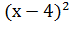 (x - 4)²